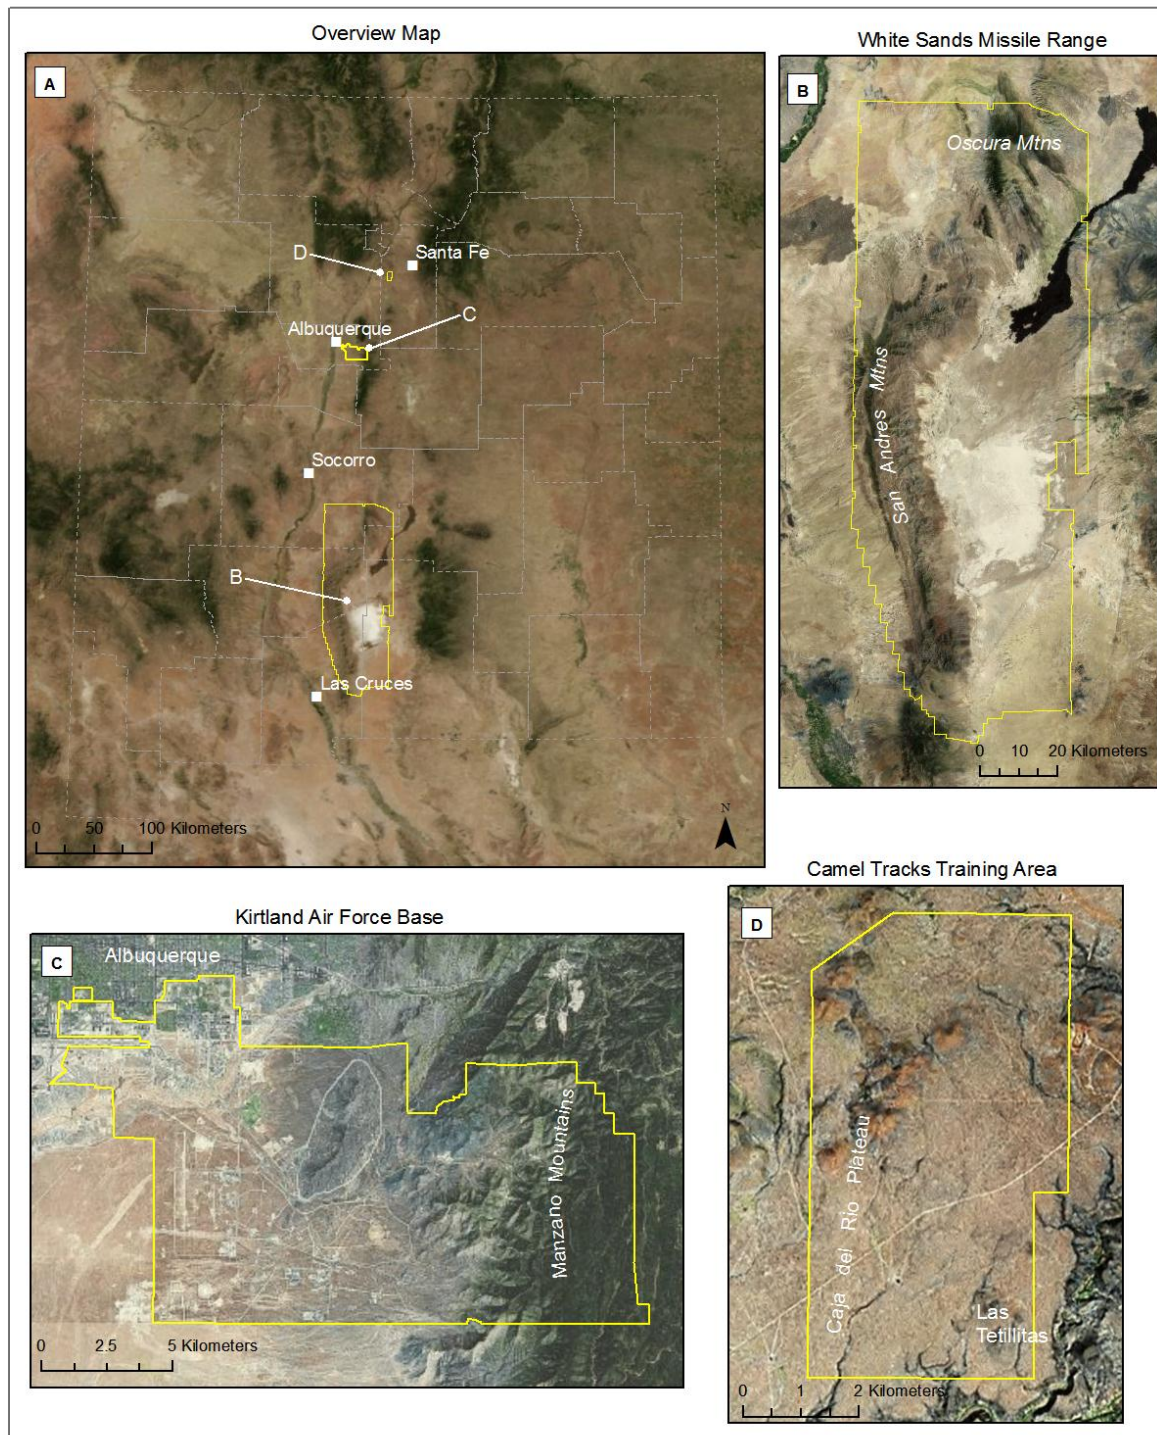 Overview Map
A
D
Santa Fe
C
Albuquerque
Socorro
B
Las Cruces
N
0 50 100 Kilometers
White Sands Missile Range
B
Oscura Mtns
San Andres Mtns
0 10 20 Kilometers
Kirtland Air Force Base
C
Albuquerque
Manzano Mountains
0 2.5 5 Kilometers
Camel Tracks Training Area
D
Caja del Rio Plateau
Las
Tetillitas
0 1 2 Kilometers